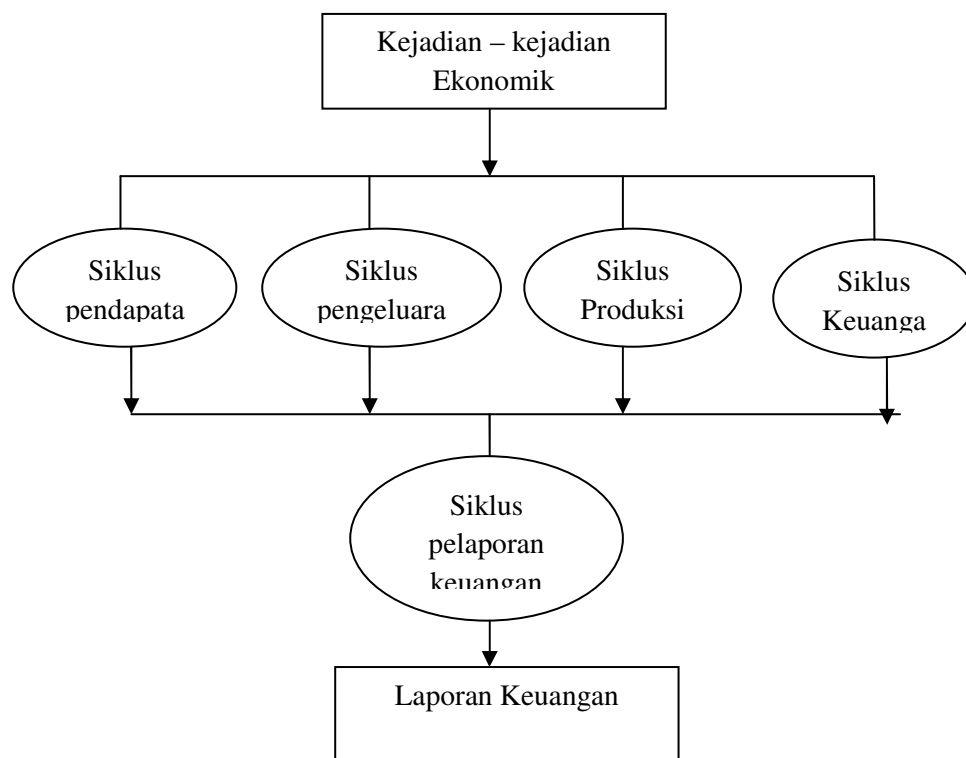 Kejadian – kejadian
Ekonomik
Siklus
pendapata
Siklus
pengeluara
Siklus
Produksi
Siklus
Keuanga
Siklus
pelaporan
keuangan
Laporan Keuangan